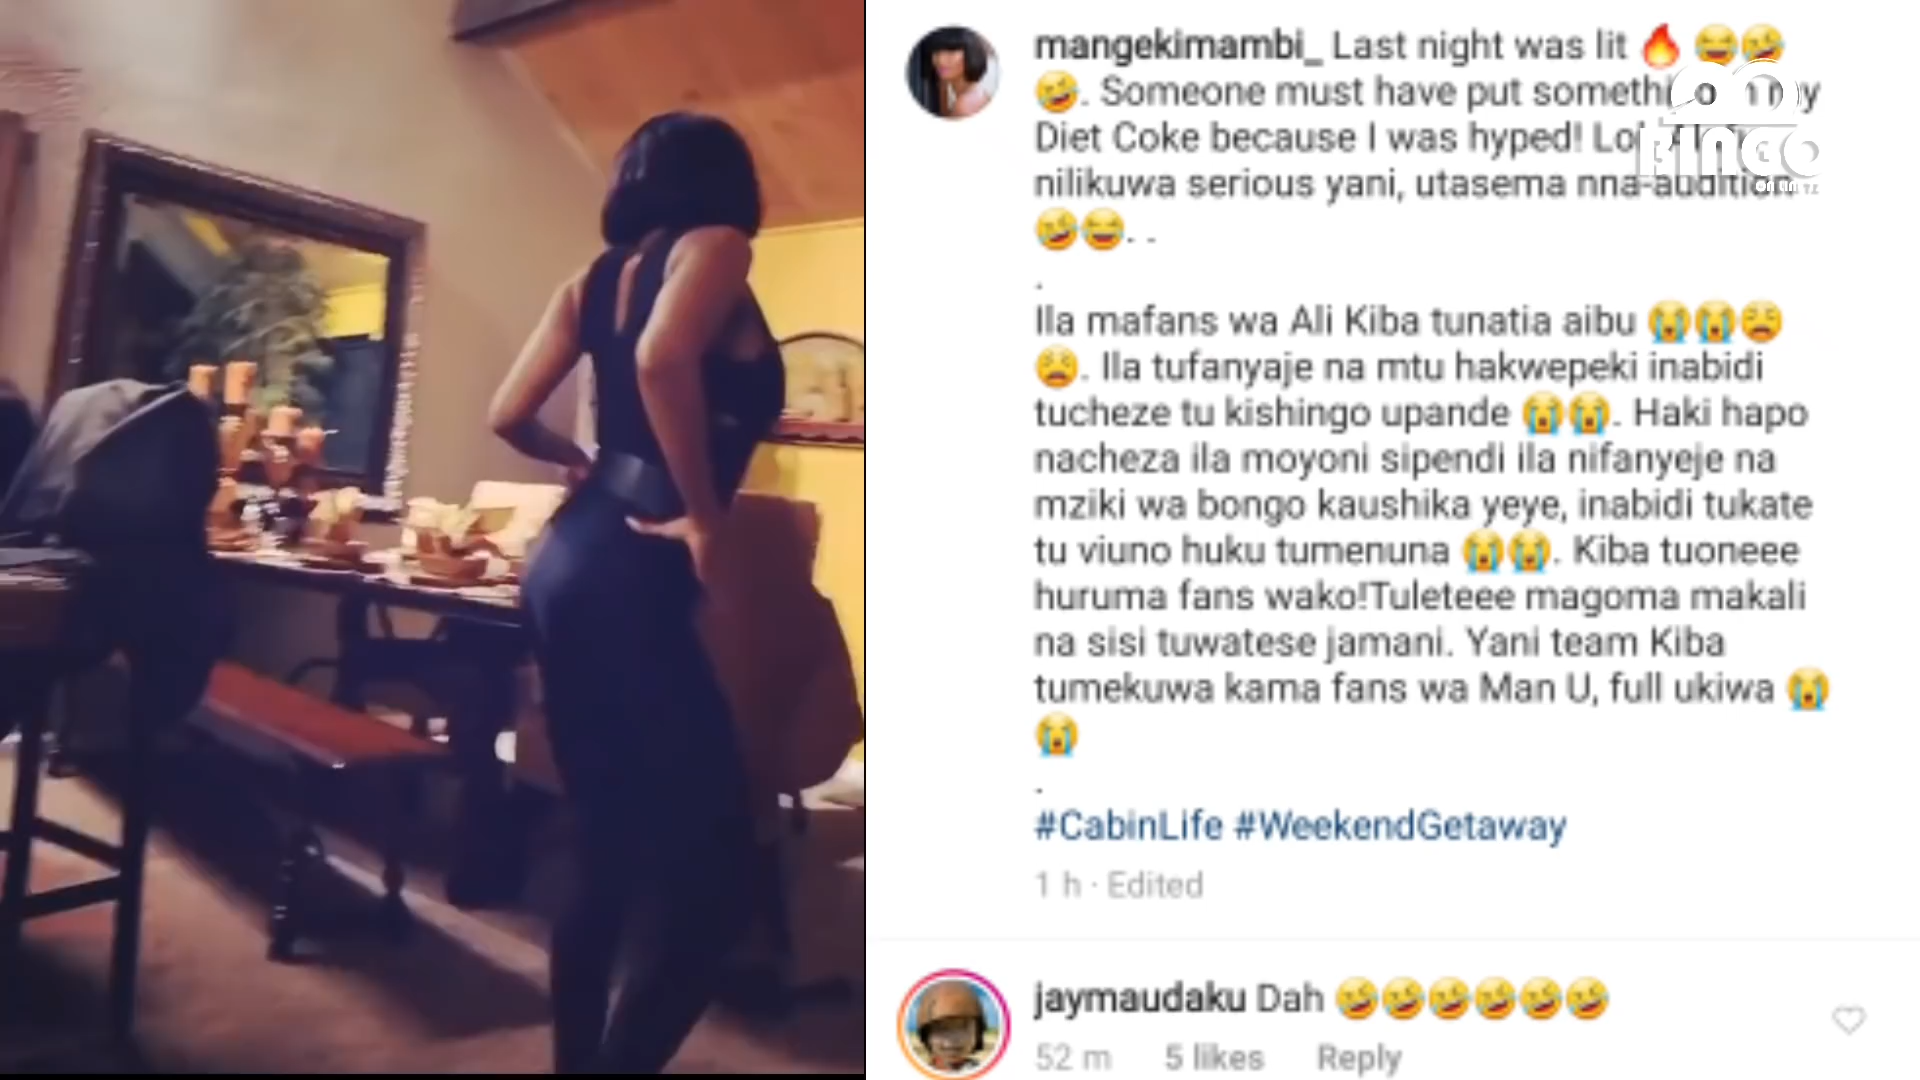 mangekimambi_ Last night was lit 🔥 😂🤣
🤣. Someone must have put my
Diet Coke because I was hyped! Lol
nilikuwa serious yani, utasema nna-audition
🤣😂. . .
.
Ila mafans wa Ali Kiba tunatia aibu 😭😭😩
😩. Ila tufanyaje na mtu hakwepeki inabidi
tucheze tu kishingo upande 😭😭. Haki hapo
nacheza ila moyoni sipendi ila nifanyeje na
mziki wa bongo kaushika yeye, inabidi tukate
tu viuno huku tumenuna 😭😭. Kiba tuoneee
huruma fans wako!Tuleteee magoma makali
na sisi tuwatese jamani. Yani team Kiba
tumekuwa kama fans wa Man U, full ukiwa 😭
😭
.
#CabinLife #WeekendGetaway
1 h · Edited
jaymaudaku Dah 🤣🤣🤣🤣🤣🤣
52 m 5 likes Reply
BINGO